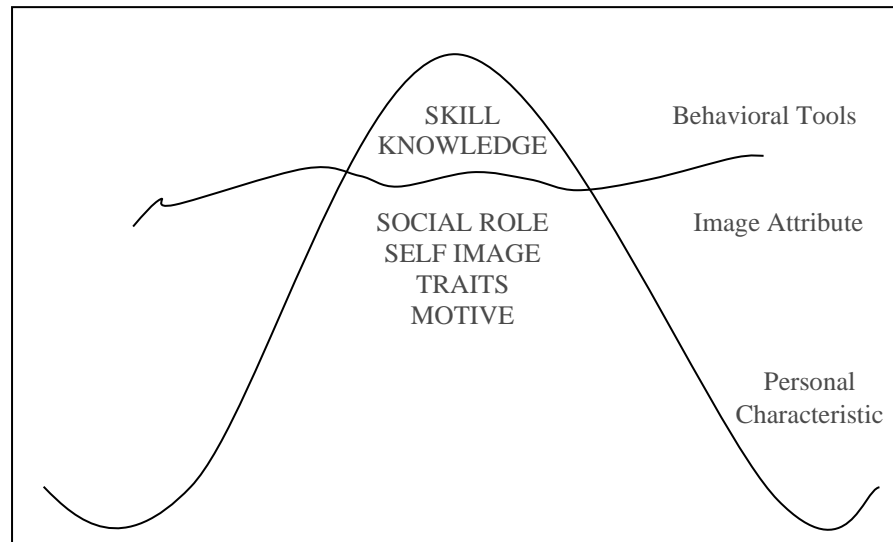 SKILL
KNOWLEDGE
Behavioral Tools
SOCIAL ROLE
SELF IMAGE
TRAITS
MOTIVE
Image Attribute
Personal
Characteristic